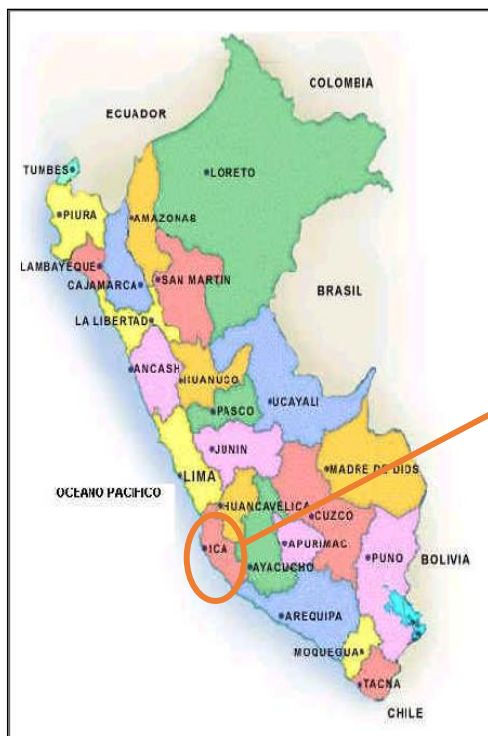 COLOMBIA
ECUADOR
TUNBES
LORETO
PIURA
AMAZONAS
LAMBAYEQUE
CAJAMARCA
SAN MARTIN
BRASIL
LA LIBERTAD
ANCASH
HUANUCO
UCAYALI
PASCO
JUNIN
LIMA
MADRE DE DIOS
OCEANO PACIFICO
HUANCAVELICA
CUZCO
ICA
APURIMAC
PUNO
BOLIVIA
AYACUCHO
AREQUIPA
MOQUEGUA
TACNA
CHILE